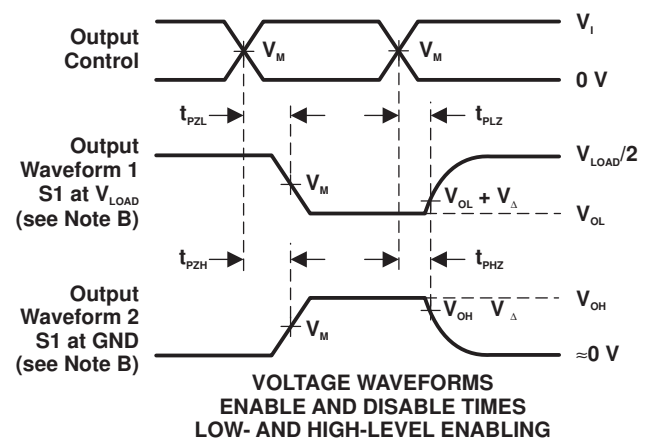 Output
Control
V_M
V_M
V_I
0 V
t_PZL
t_PLZ
Output
Waveform 1
S1 at V_LOAD
(see Note B)
V_M
V_OL + V_Δ
V_LOAD/2
V_OL
t_PZH
t_PHZ
Output
Waveform 2
S1 at GND
(see Note B)
V_M
V_OH V_Δ
V_OH
≈0 V
VOLTAGE WAVEFORMS
ENABLE AND DISABLE TIMES
LOW- AND HIGH-LEVEL ENABLING